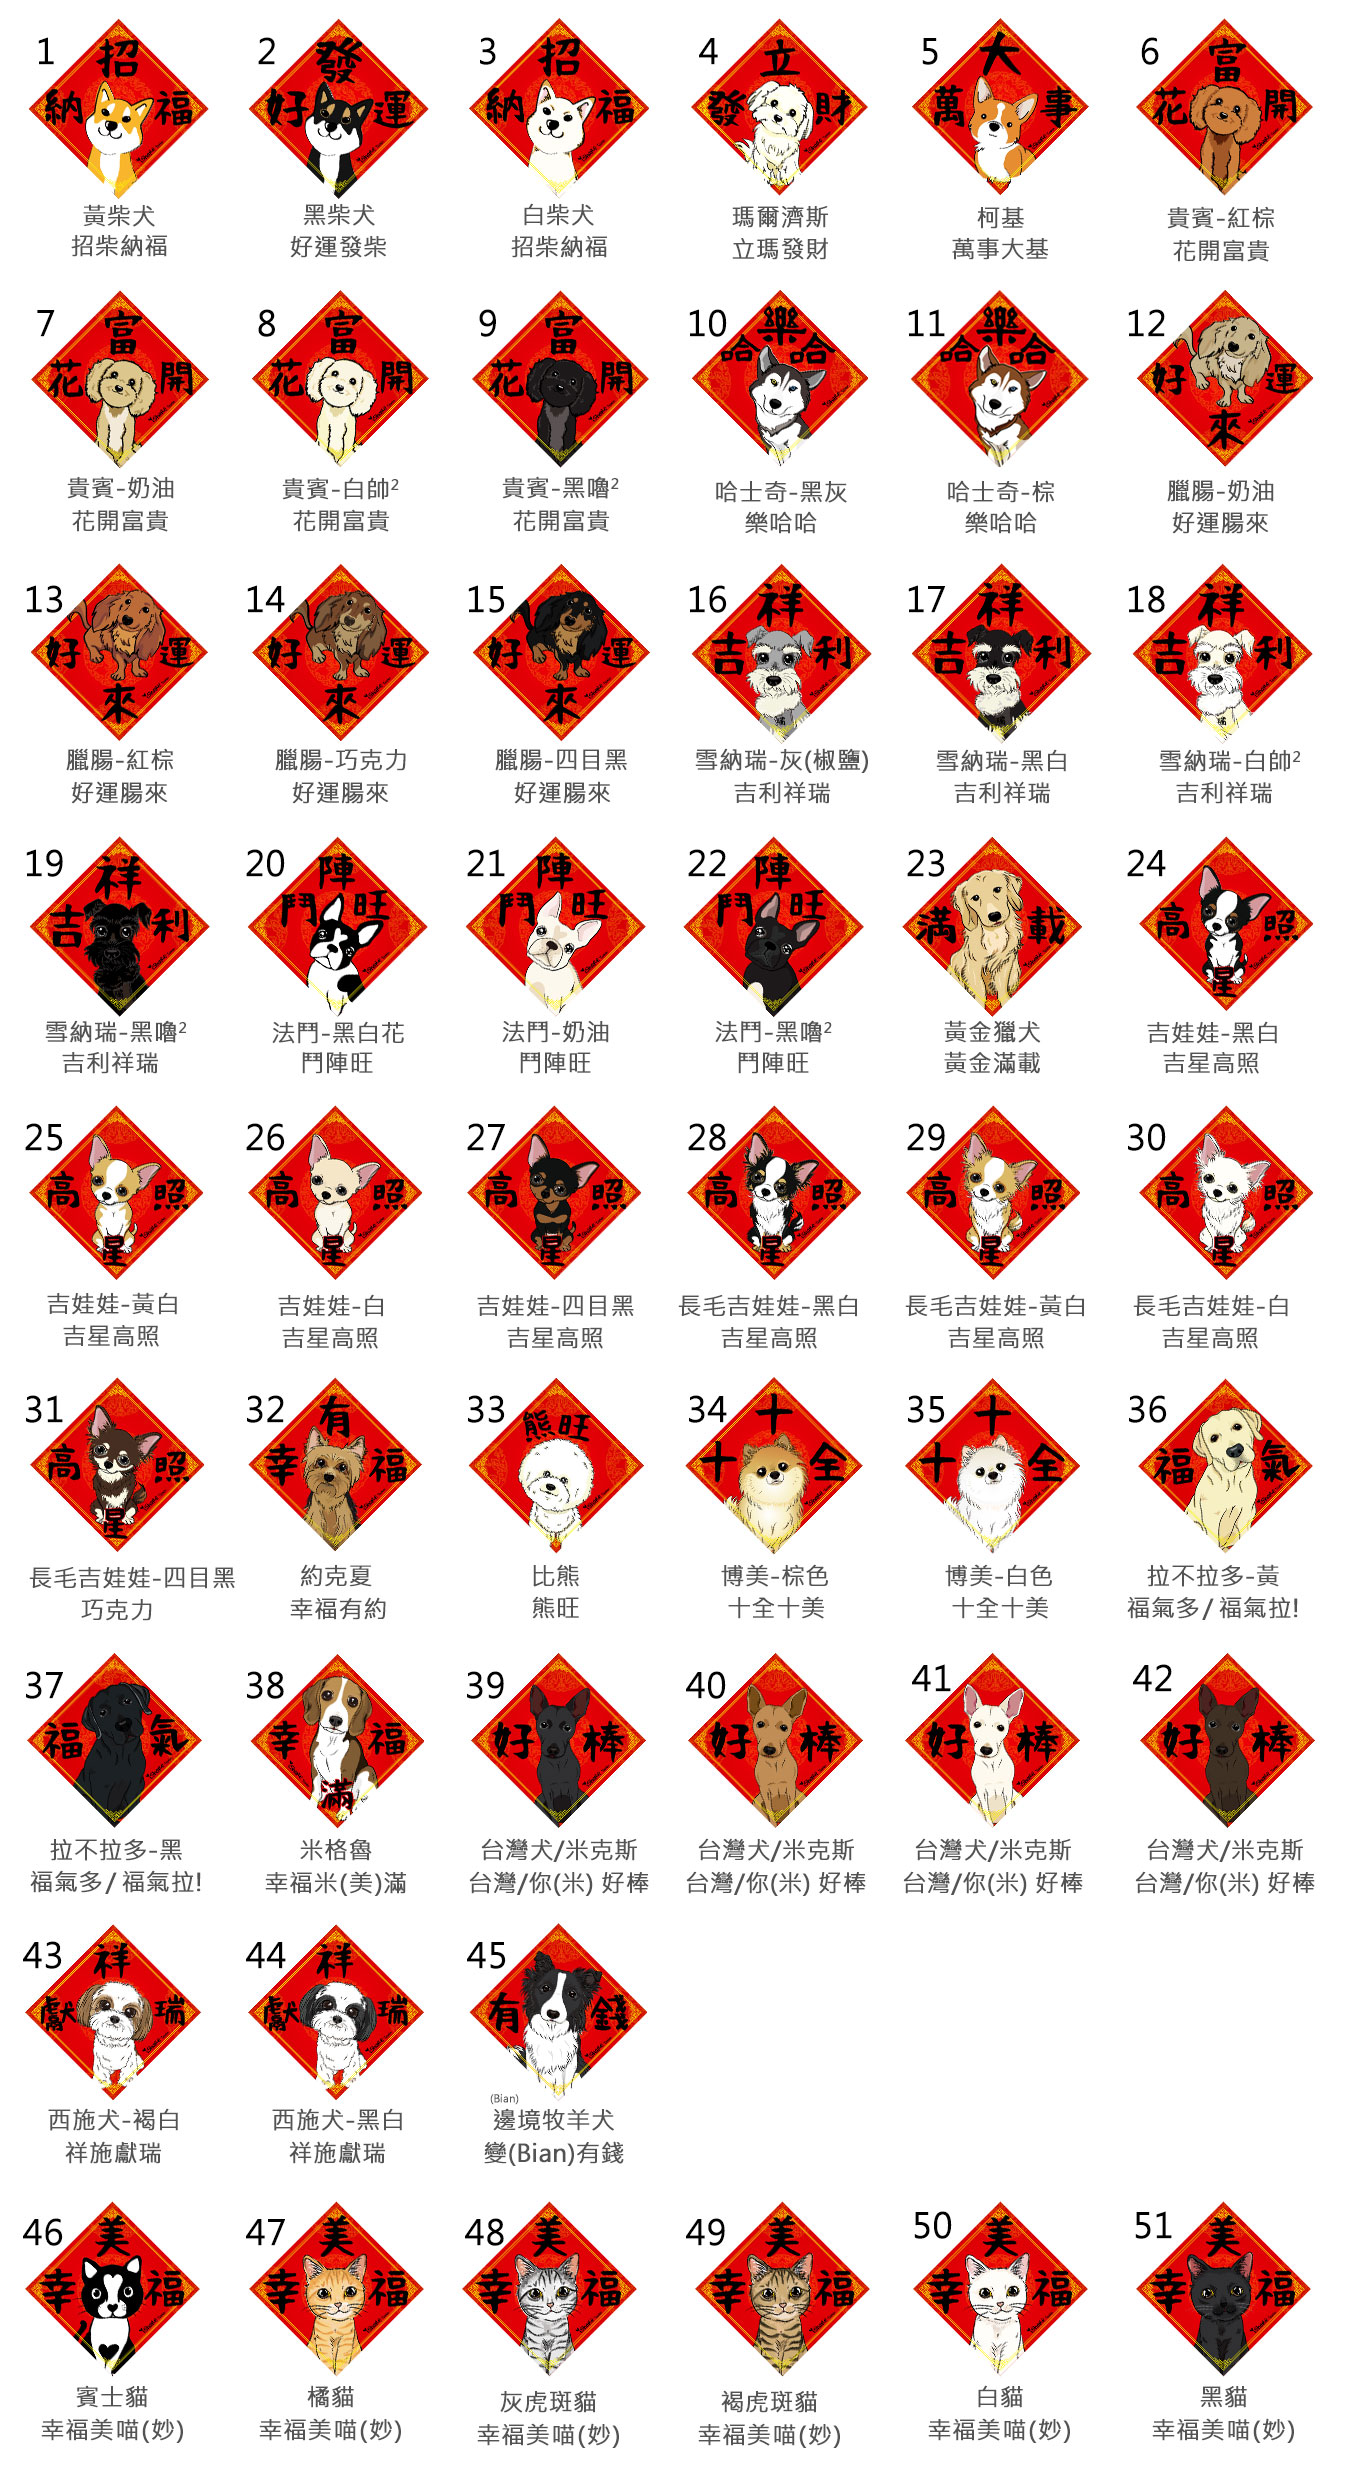 1
招
納 福
黃柴犬
招柴納福
2
發
好 運
黑柴犬
好運發柴
3
招
納 福
白柴犬
招柴納福
4
立
發 財
瑪爾濟斯
立瑪發財
5
大
萬 事
柯基
萬事大基
6
富
花 開
貴賓-紅棕
花開富貴
7
富
花 開
貴賓-奶油
花開富貴
8
富
花 開
貴賓-白帥²
花開富貴
9
富
花 開
貴賓-黑嚕²
花開富貴
10
樂
哈 哈
哈士奇-黑灰
樂哈哈
11
樂
哈 哈
哈士奇-棕
樂哈哈
12
好 運
來
臘腸-奶油
好運腸來
13
好 運
來
臘腸-紅棕
好運腸來
14
好 運
來
臘腸-巧克力
好運腸來
15
好 運
來
臘腸-四目黑
好運腸來
16
祥
吉 利
雪納瑞-灰(椒鹽)
吉利祥瑞
17
祥
吉 利
雪納瑞-黑白
吉利祥瑞
18
祥
吉 利
雪納瑞-白帥²
吉利祥瑞
19
祥
吉 利
雪納瑞-黑嚕²
吉利祥瑞
20
陣
鬥 旺
法鬥-黑白花
鬥陣旺
21
陣
鬥 旺
法鬥-奶油
鬥陣旺
22
陣
鬥 旺
法鬥-黑嚕²
鬥陣旺
23
滿 載
黃金獵犬
黃金滿載
24
高 照
星
吉娃娃-黑白
吉星高照
25
高 照
星
吉娃娃-黃白
吉星高照
26
高 照
星
吉娃娃-白
吉星高照
27
高 照
星
吉娃娃-四目黑
吉星高照
28
高 照
星
長毛吉娃娃-黑白
吉星高照
29
高 照
星
長毛吉娃娃-黃白
吉星高照
30
高 照
星
長毛吉娃娃-白
吉星高照
31
高 照
星
長毛吉娃娃-四目黑
巧克力
32
有
幸 福
約克夏
幸福有約
33
熊旺
比熊
熊旺
34
十
十 全
博美-棕色
十全十美
35
十
十 全
博美-白色
十全十美
36
福 氣
拉不拉多-黃
福氣多/ 福氣拉!
37
福 氣
拉不拉多-黑
福氣多/ 福氣拉!
38
幸 福
滿
米格魯
幸福米(美)滿
39
好 棒
台灣犬/米克斯
台灣/你(米) 好棒
40
好 棒
台灣犬/米克斯
台灣/你(米) 好棒
41
好 棒
台灣犬/米克斯
台灣/你(米) 好棒
42
好 棒
台灣犬/米克斯
台灣/你(米) 好棒
43
祥
獻 瑞
西施犬-褐白
祥施獻瑞
44
祥
獻 瑞
西施犬-黑白
祥施獻瑞
45
有 錢
(Bian)
邊境牧羊犬
變(Bian)有錢
46
美
幸 福
賓士貓
幸福美喵(妙)
47
美
幸 福
橘貓
幸福美喵(妙)
48
美
幸 福
灰虎斑貓
幸福美喵(妙)
49
美
幸 福
褐虎斑貓
幸福美喵(妙)
50
美
幸 福
白貓
幸福美喵(妙)
51
美
幸 福
黑貓
幸福美喵(妙)